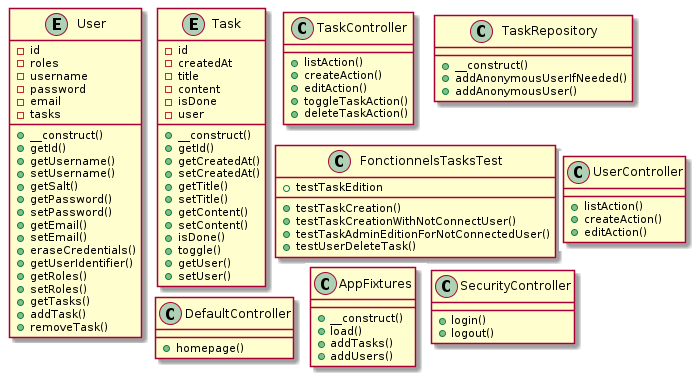 E User
id
roles
username
password
email
tasks
__construct()
getId()
getUsername()
setUsername()
getSalt()
getPassword()
setPassword()
getEmail()
setEmail()
eraseCredentials()
getUserIdentifier()
getRoles()
setRoles()
getTasks()
addTask()
removeTask()
E Task
id
createdAt
title
content
isDone
user
__construct()
getId()
getCreatedAt()
setCreatedAt()
getTitle()
setTitle()
getContent()
setContent()
isDone()
toggle()
getUser()
setUser()
C TaskController
listAction()
createAction()
editAction()
toggleTaskAction()
deleteTaskAction()
C TaskRepository
__construct()
addAnonymousUserIfNeeded()
addAnonymousUser()
C FonctionnelsTasksTest
testTaskEdition
testTaskCreation()
testTaskCreationWithNotConnectUser()
testTaskAdminEditionForNotConnectedUser()
testUserDeleteTask()
C UserController
listAction()
createAction()
editAction()
C DefaultController
homepage()
C AppFixtures
__construct()
load()
addTasks()
addUsers()
C SecurityController
login()
logout()